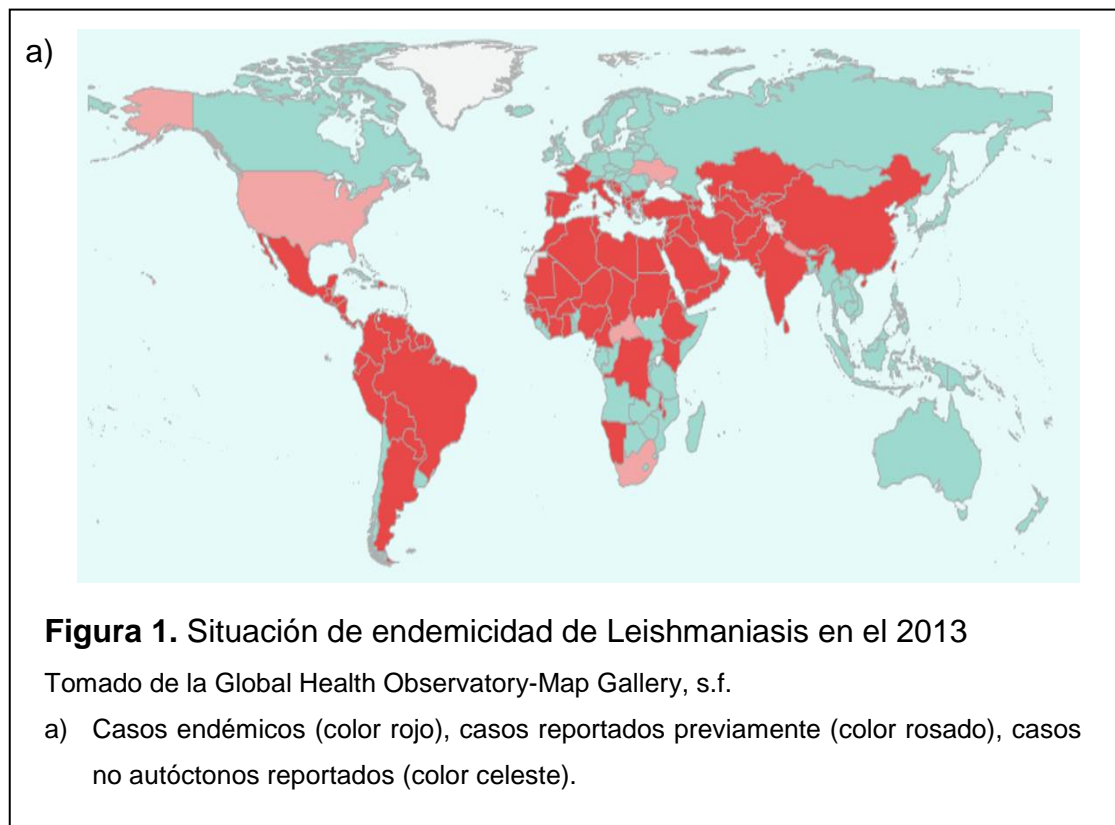 a)
Figura 1. Situación de endemicidad de Leishmaniasis en el 2013
Tomado de la Global Health Observatory-Map Gallery, s.f.
a) Casos endémicos (color rojo), casos reportados previamente (color rosado), casos
no autóctonos reportados (color celeste).